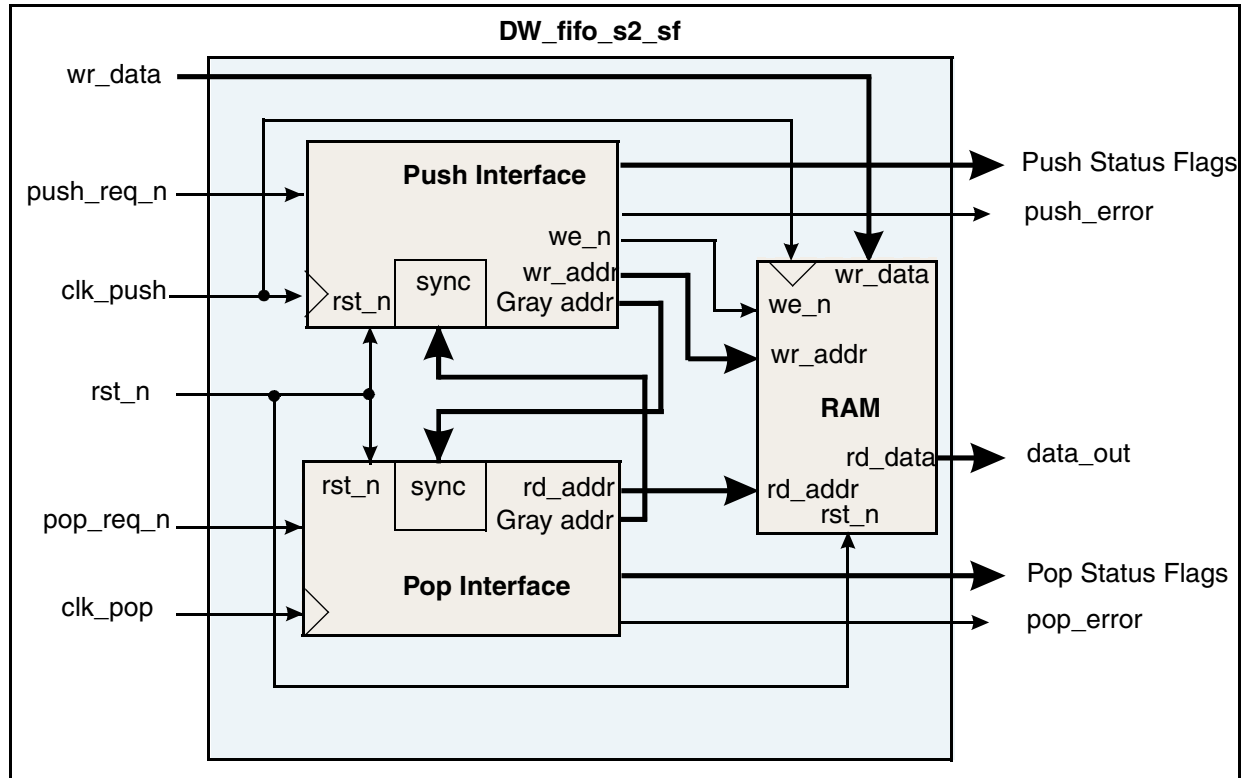 DW_fifo_s2_sf
wr_data
push_req_n
clk_push
rst_n
pop_req_n
clk_pop
Push Interface
we_n
wr_addr
Gray addr
rst_n
sync
rst_n
sync
rd_addr
Gray addr
Pop Interface
wr_data
we_n
wr_addr
RAM
rd_data
rd_addr
rst_n
Push Status Flags
push_error
data_out
Pop Status Flags
pop_error